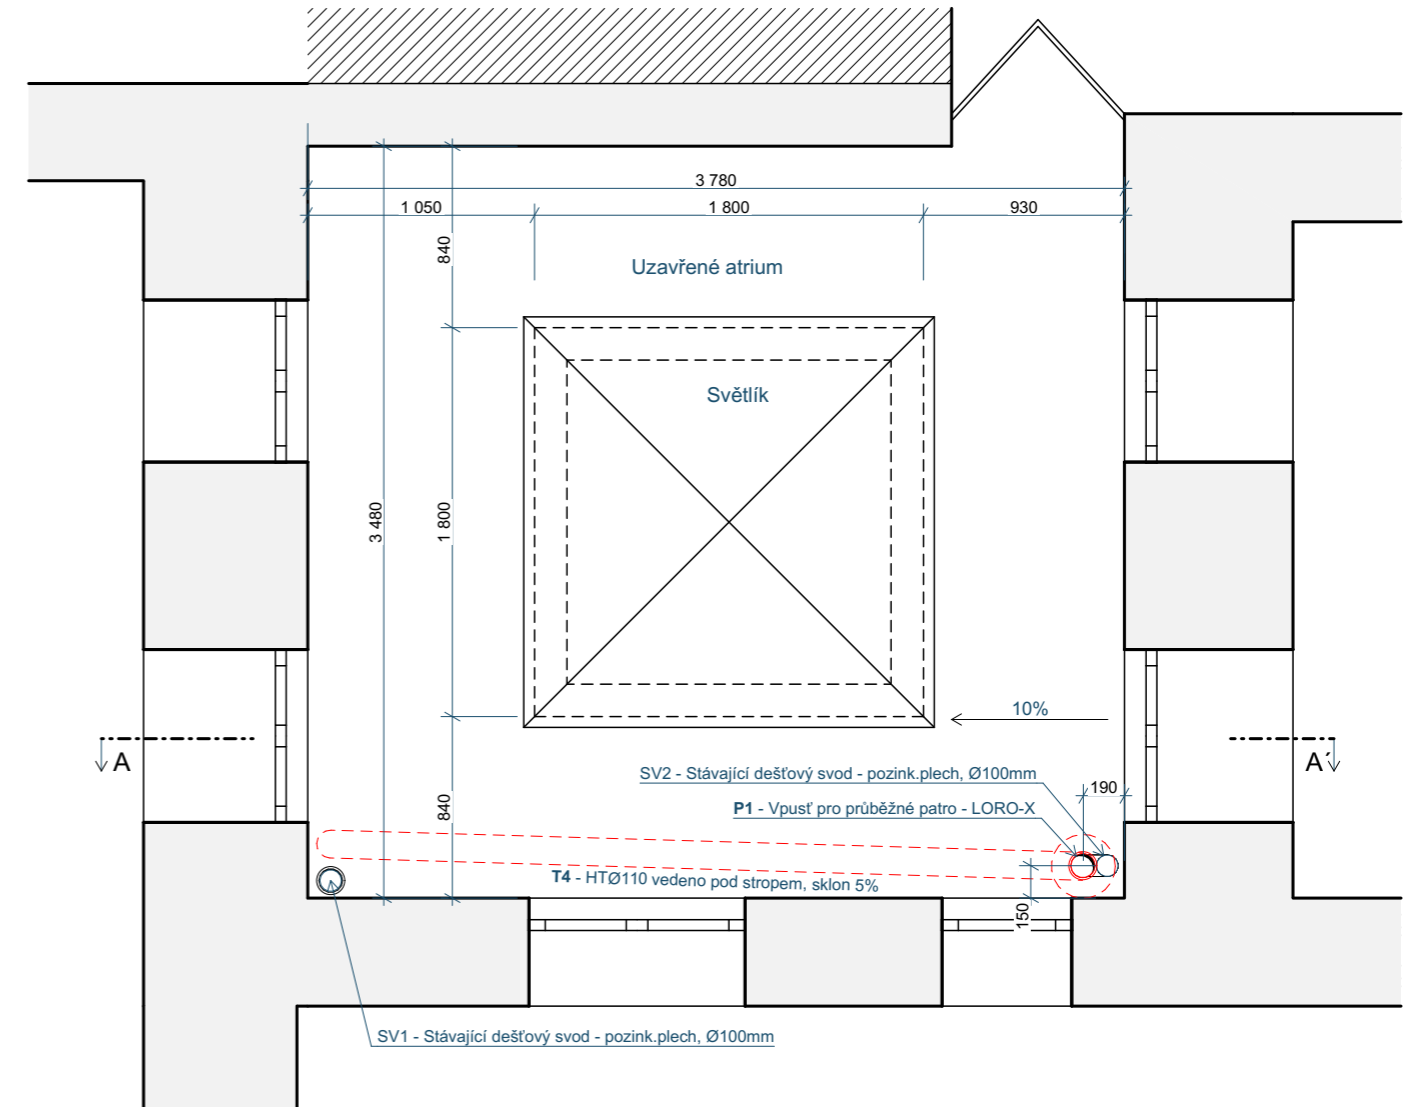 3 780
1 050
1 800
930
840
Uzavřené atrium
Světlík
3 480
1 800
10%
A
A´
SV2 - Stávající dešťový svod - pozink.plech, Ø100mm
190
P1 - Vpusť pro průběžné patro - LORO-X
840
T4 - HTØ110 vedeno pod stropem, sklon 5%
150
SV1 - Stávající dešťový svod - pozink.plech, Ø100mm